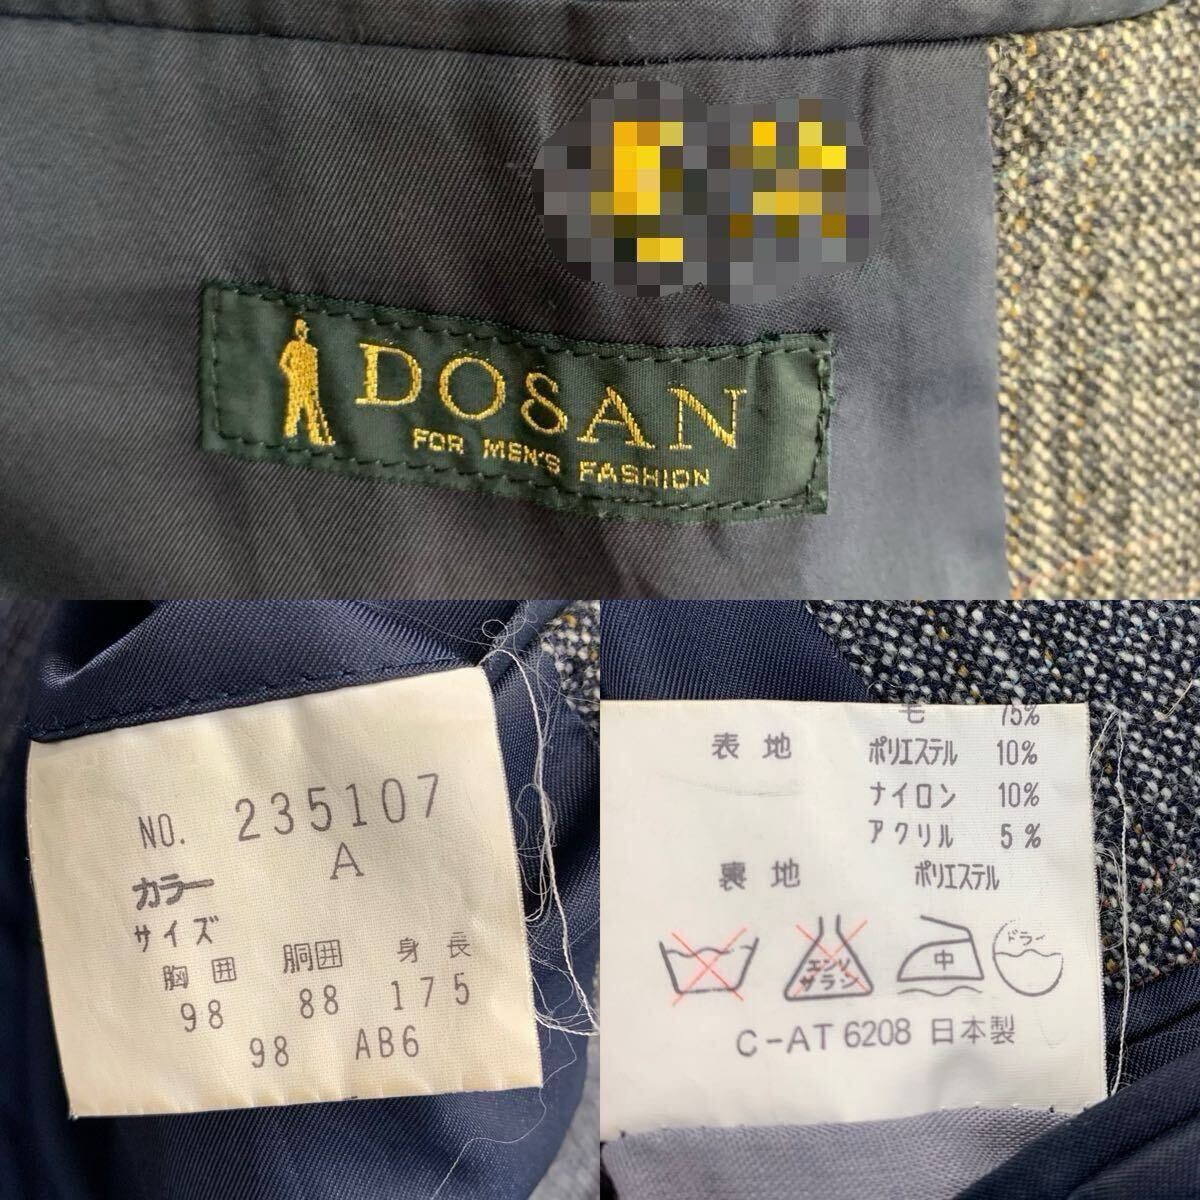 DOSAN
FOR MEN'S FASHION
NO. 235107
カラー A
サイズ
胸囲 胴囲 身長
98 88 175
98 AB6
表地 毛 75%
ポリエステル 10%
ナイロン 10%
アクリル 5%
裏地 ポリエステル
エンソ
サラシ
中
ドライ
C-AT 6208 日本製